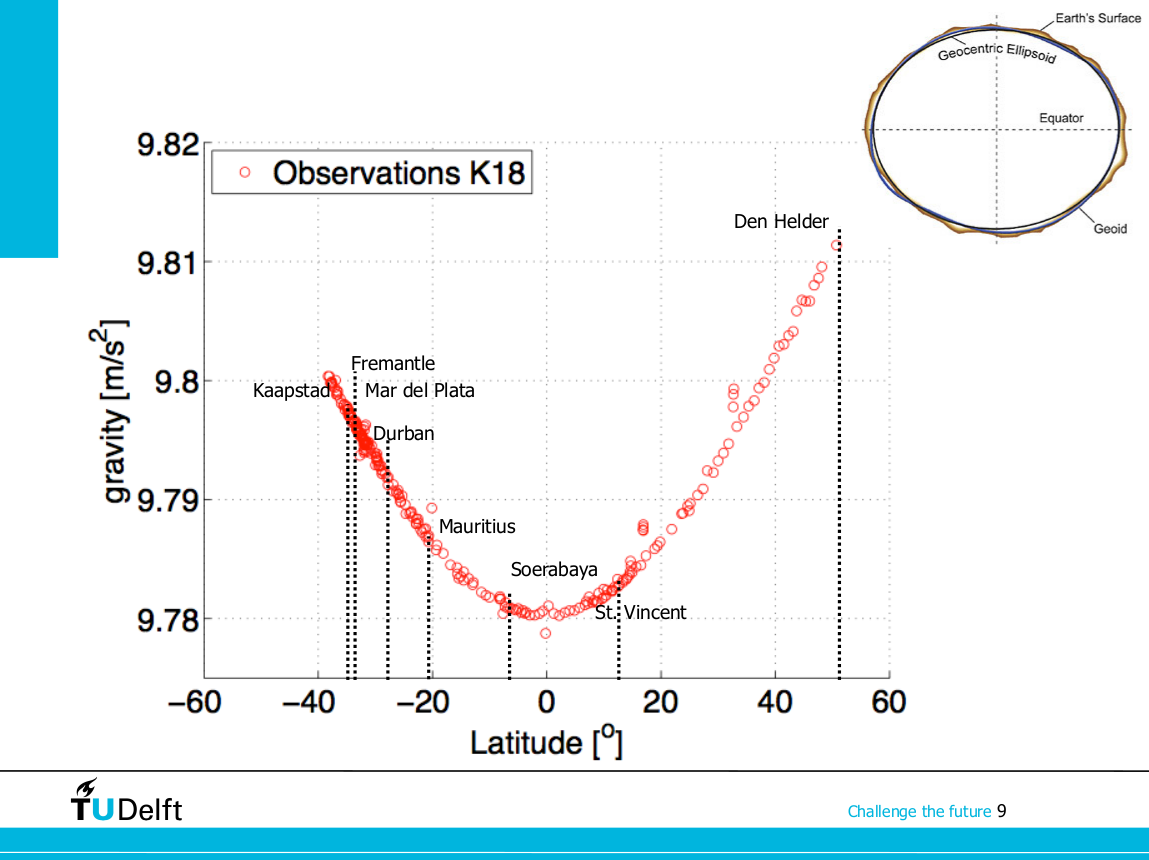 Earth's Surface
Geocentric Ellipsoid
Equator
Geoid
9.82
9.81
9.8
9.79
9.78
gravity [m/s²]
Observations K18
Den Helder
Fremantle
Kaapstad
Mar del Plata
Durban
Mauritius
Soerabaya
St. Vincent
−60 −40 −20 0 20 40 60
Latitude [°]
TUDelft
Challenge the future 9